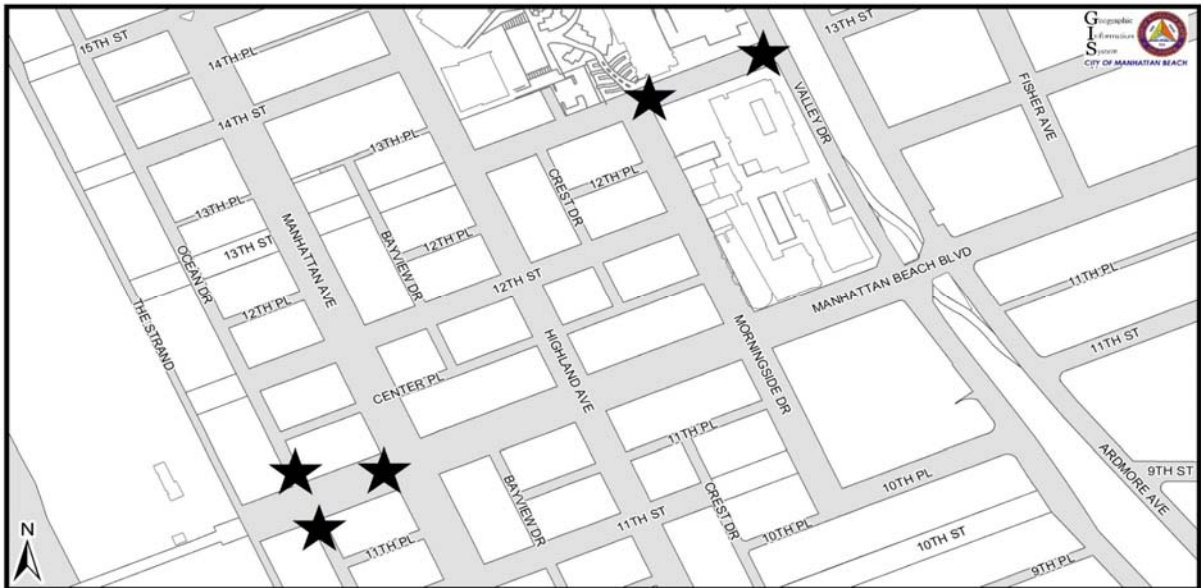 15TH ST
14TH PL
13TH ST
Geographic
Information
System
CITY OF MANHATTAN BEACH
14TH ST
13TH PL
VALLEY DR
FISHER AVE
13TH PL
12TH PL
CREST DR
13TH ST
OCEAN DR
MANHATTAN AVE
BAYVIEW DR
12TH PL
12TH ST
MANHATTAN BEACH BLVD
11TH PL
12TH PL
THE STRAND
HIGHLAND AVE
MORNINGSIDE DR
11TH ST
CENTER PL
11TH PL
ARDMORE AVE
9TH ST
10TH PL
BAYVIEW DR
11TH ST
CREST DR
10TH PL
10TH ST
11TH PL
9TH PL
N